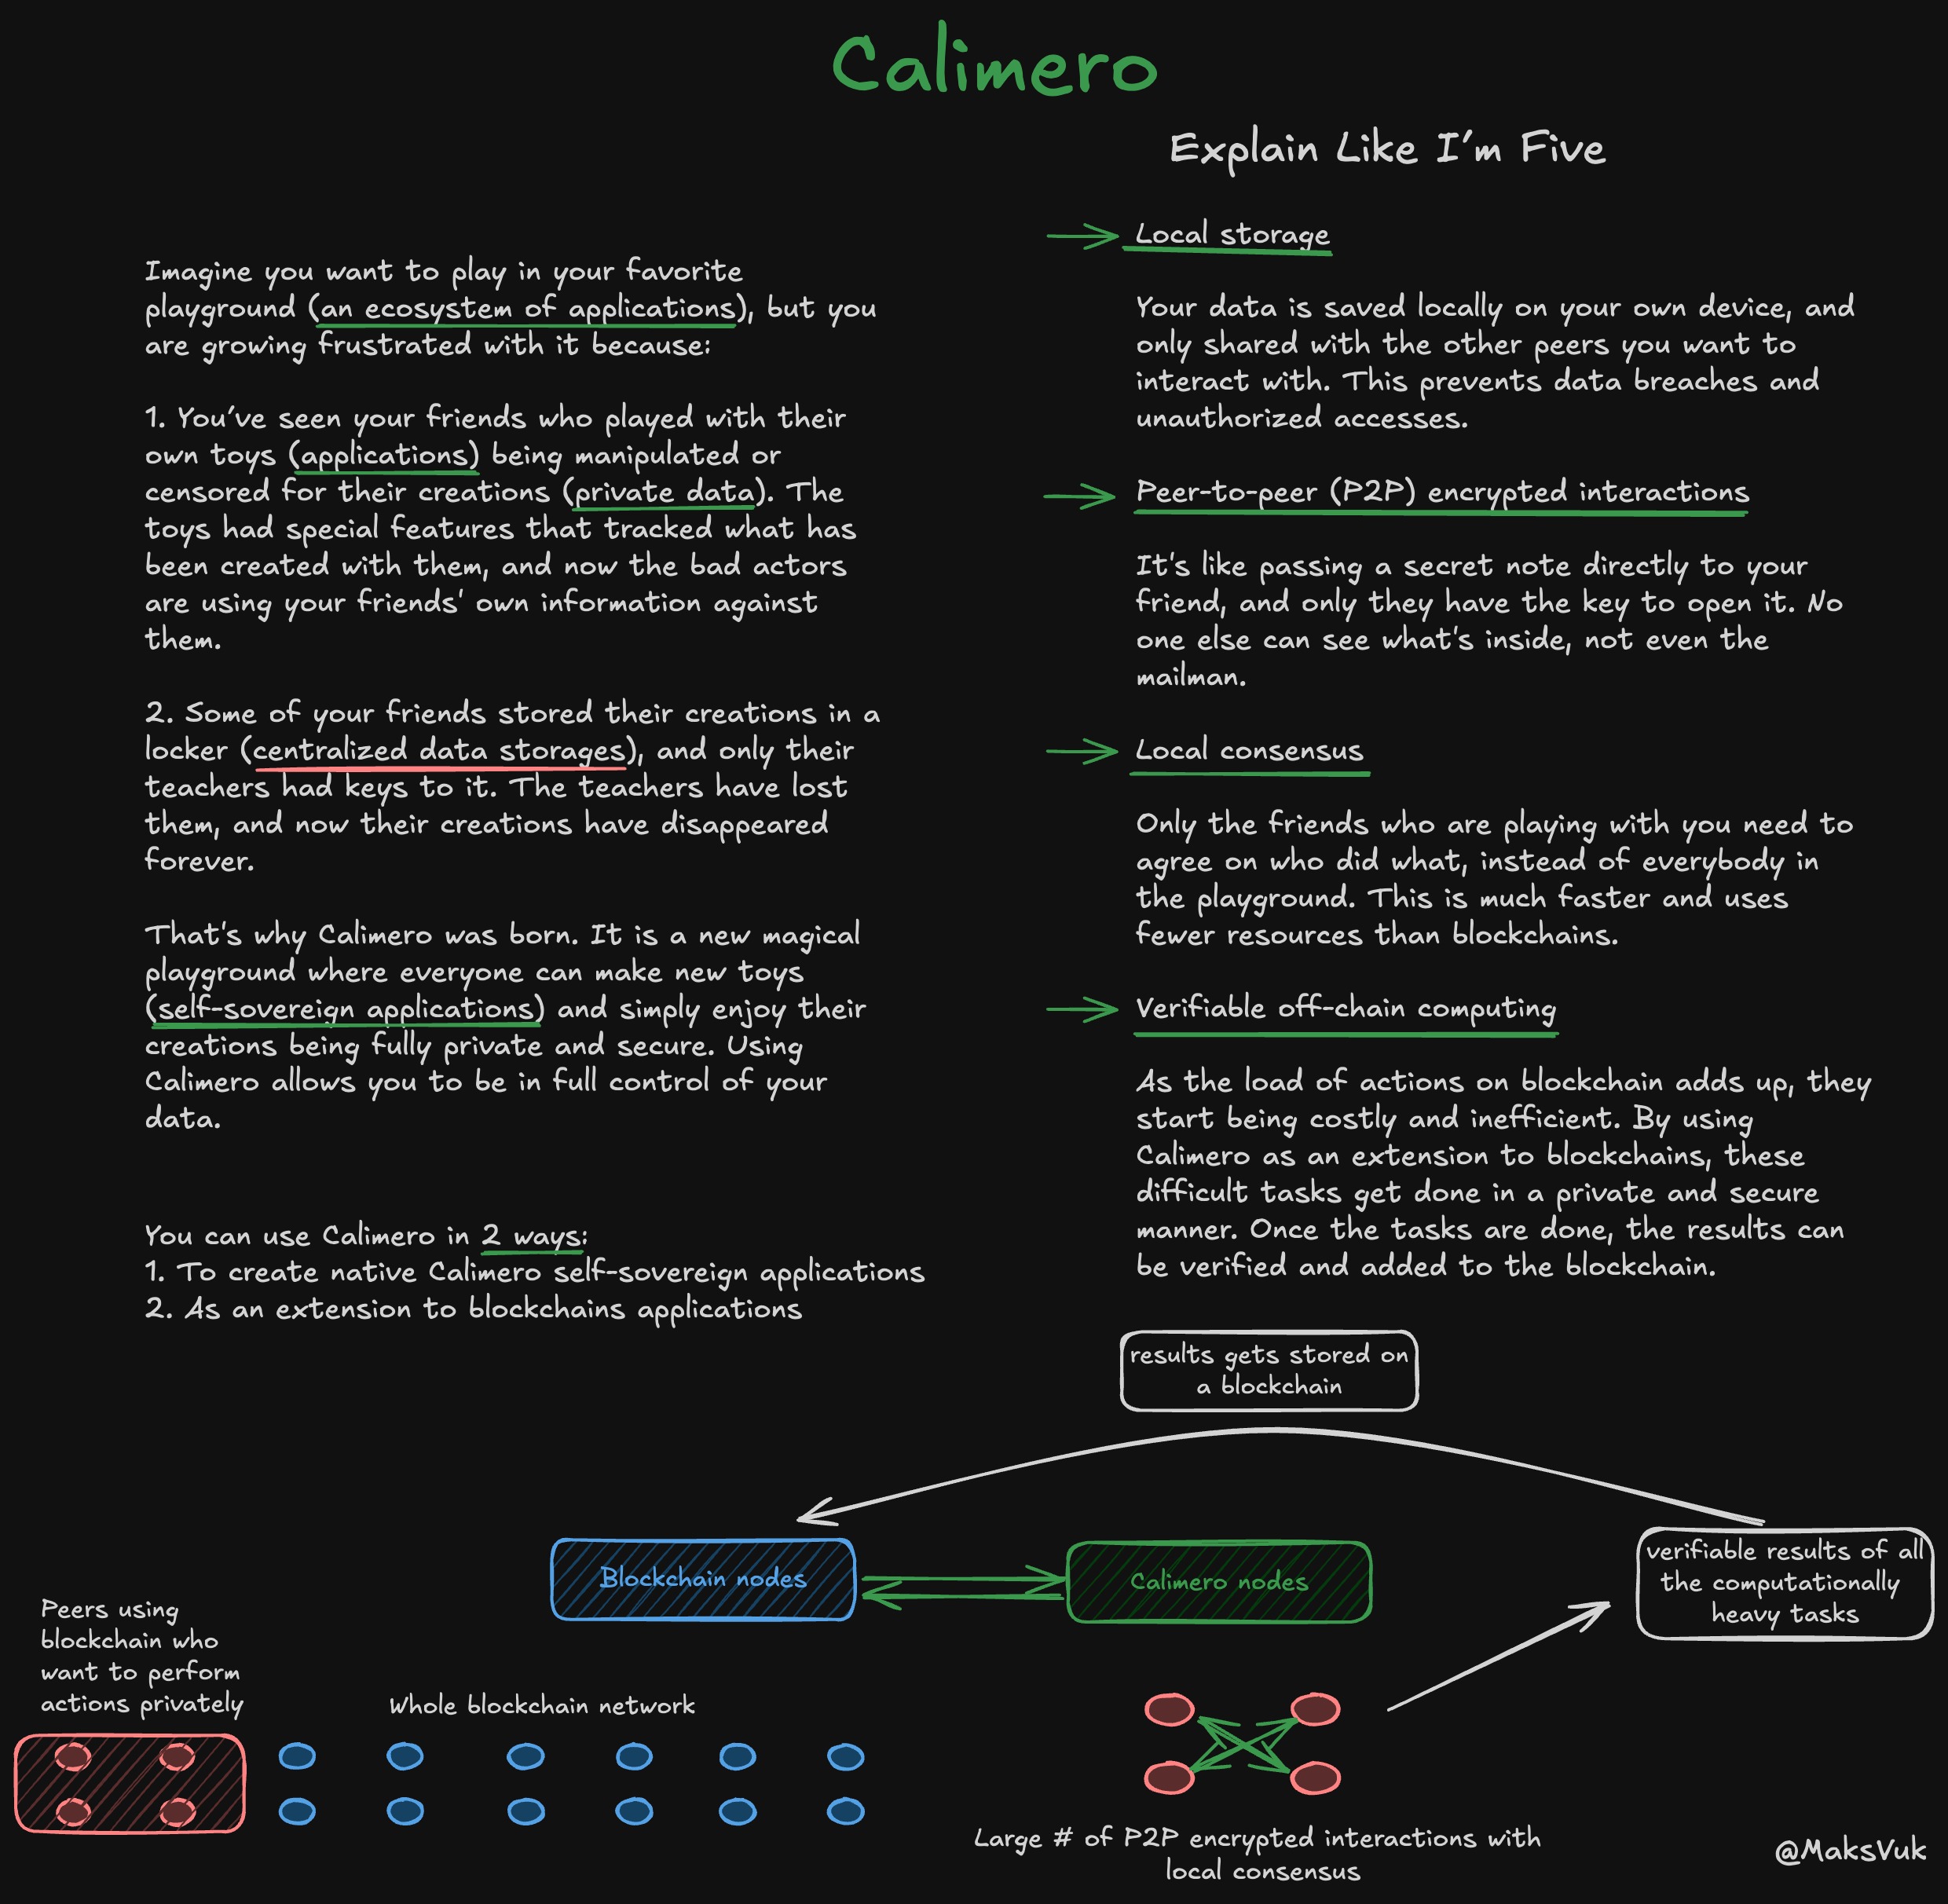 Calimero
Explain Like I'm Five
Imagine you want to play in your favorite
playground (an ecosystem of applications), but you
are growing frustrated with it because:
1. You've seen your friends who played with their
own toys (applications) being manipulated or
censored for their creations (private data). The
toys had special features that tracked what has
been created with them, and now the bad actors
are using your friends' own information against
them.
2. Some of your friends stored their creations in a
locker (centralized data storages), and only their
teachers had keys to it. The teachers have lost
them, and now their creations have disappeared
forever.
That's why Calimero was born. It is a new magical
playground where everyone can make new toys
(self-sovereign applications) and simply enjoy their
creations being fully private and secure. Using
Calimero allows you to be in full control of your
data.
You can use Calimero in 2 ways:
1. To create native Calimero self-sovereign applications
2. As an extension to blockchains applications
Local storage
Your data is saved locally on your own device, and
only shared with the other peers you want to
interact with. This prevents data breaches and
unauthorized accesses.
Peer-to-peer (P2P) encrypted interactions
It's like passing a secret note directly to your
friend, and only they have the key to open it. No
one else can see what's inside, not even the
mailman.
Local consensus
Only the friends who are playing with you need to
agree on who did what, instead of everybody in
the playground. This is much faster and uses
fewer resources than blockchains.
Verifiable off-chain computing
As the load of actions on blockchain adds up, they
start being costly and inefficient. By using
Calimero as an extension to blockchains, these
difficult tasks get done in a private and secure
manner. Once the tasks are done, the results can
be verified and added to the blockchain.
results gets stored on
a blockchain
Blockchain nodes
Calimero nodes
verifiable results of all
the computationally
heavy tasks
Peers using
blockchain who
want to perform
actions privately
Whole blockchain network
Large # of P2P encrypted interactions with
local consensus
@MaksVuk